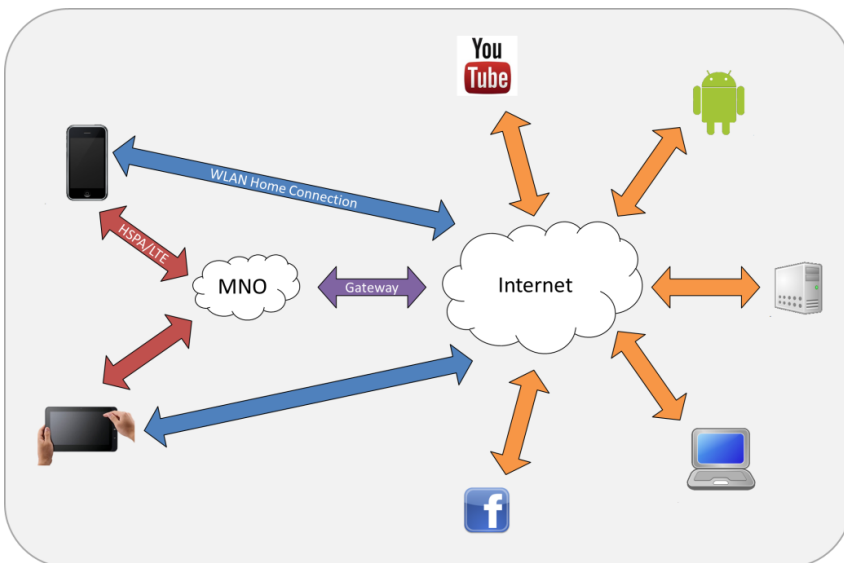 You
Tube
WLAN Home Connection
HSPA/LTE
MNO
Gateway
Internet
f